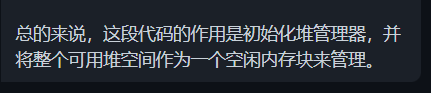 总的来说，这段代码的作用是初始化堆管理器，并
将整个可用堆空间作为一个空闲内存块来管理。